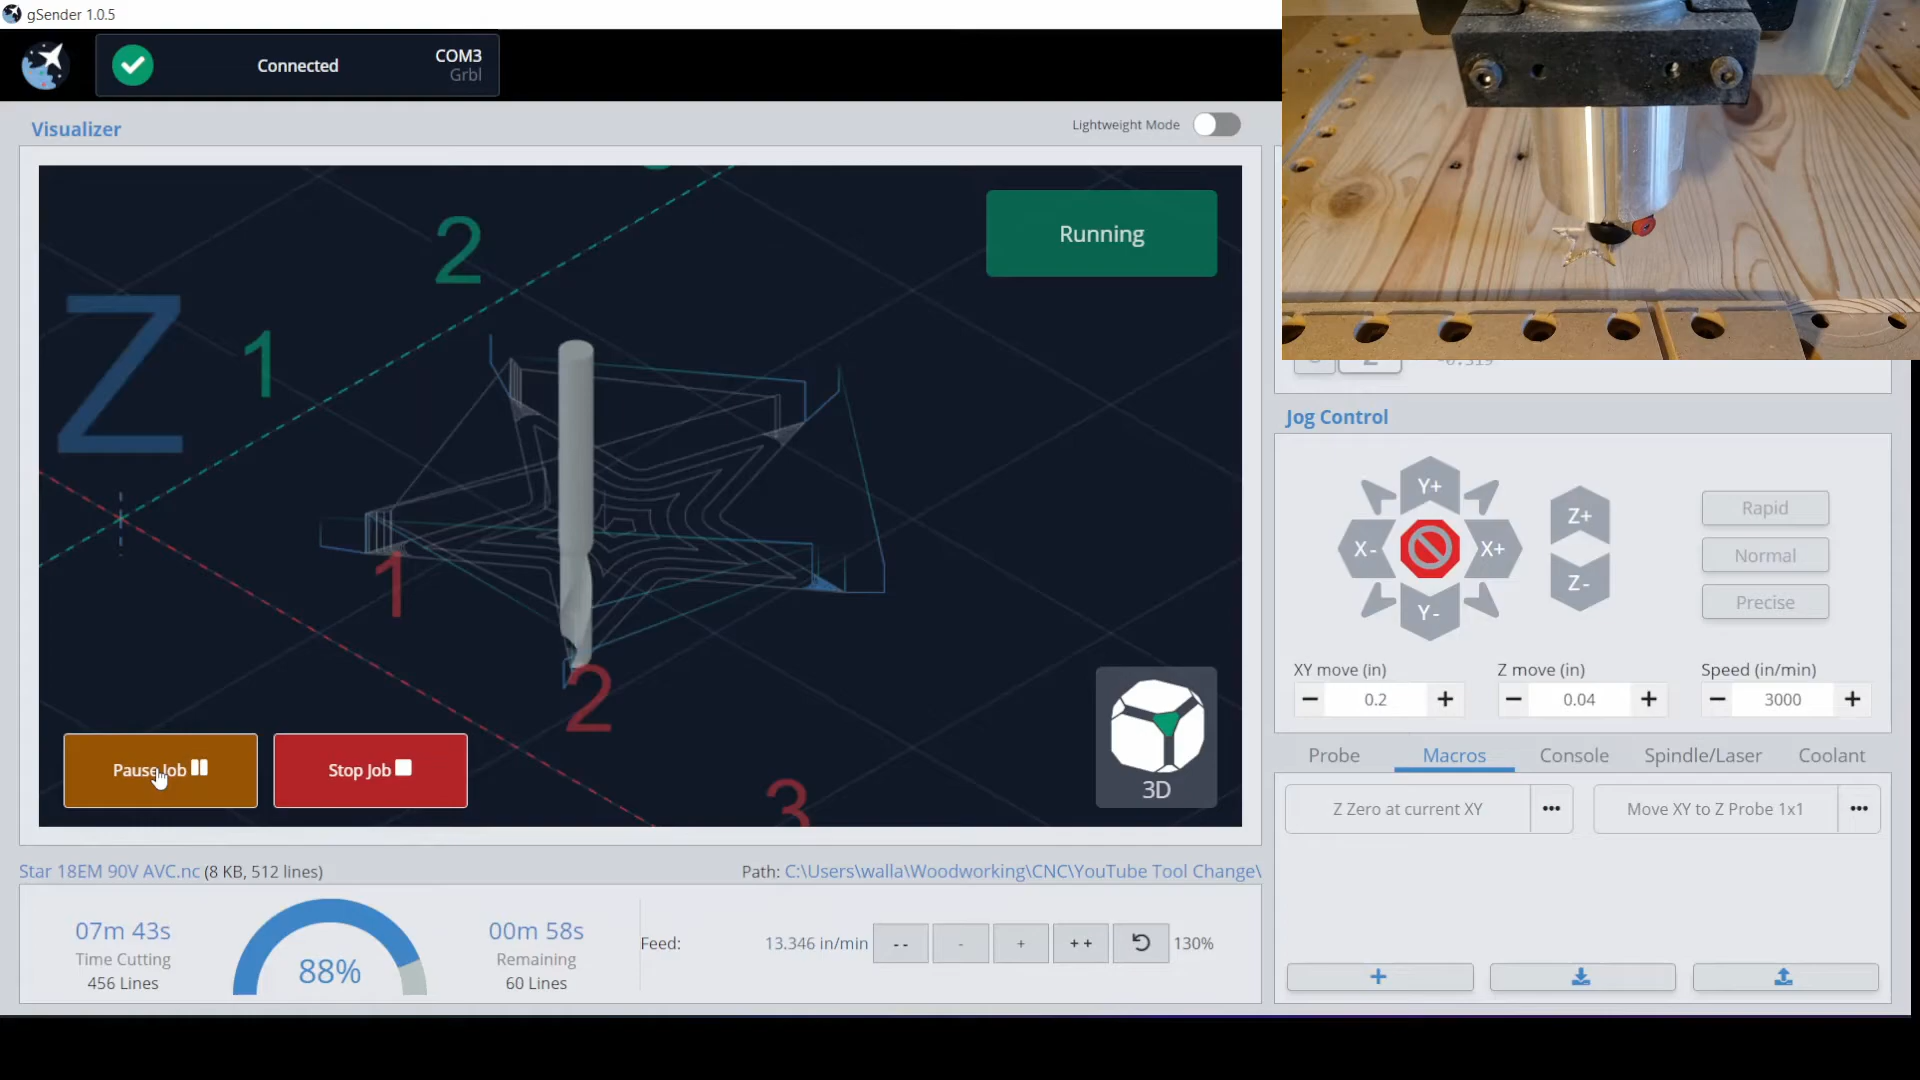 gSender 1.0.5
Connected
COM3
Grbl
Visualizer
Lightweight Mode
Running
Z
1
2
1
2
3
3D
Pause Job
Stop Job
Star 18EM 90V AVC.nc (8 KB, 512 lines)
Path: C:\Users\walla\Woodworking\CNC\YouTube Tool Change\
07m 43s
Time Cutting
456 Lines
88%
00m 58s
Remaining
60 Lines
Feed:
13.346 in/min
- -
-
+
+ +
130%
Jog Control
Y+
X-
X+
Y-
Z+
Z-
Rapid
Normal
Precise
XY move (in)
Z move (in)
Speed (in/min)
− 0.2 +
− 0.04 +
− 3000 +
Probe
Macros
Console
Spindle/Laser
Coolant
Z Zero at current XY
•••
Move XY to Z Probe 1x1
•••
+